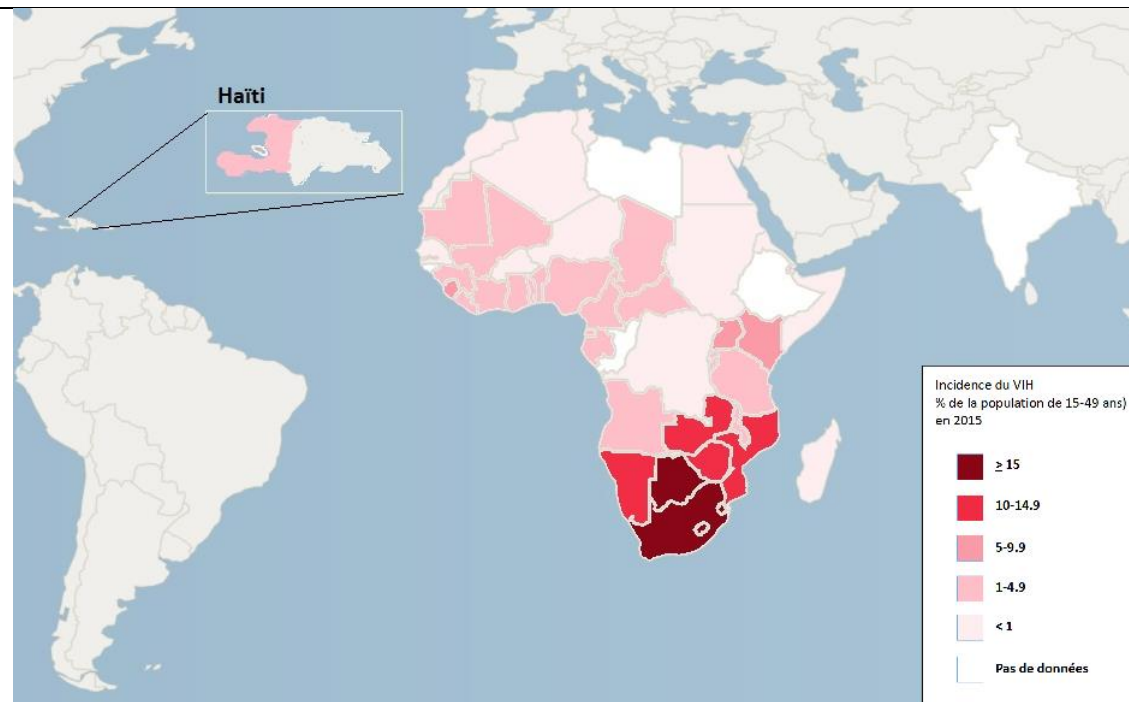 Haïti
Incidence du VIH
% de la population de 15-49 ans)
en 2015
≥ 15
10-14.9
5-9.9
1-4.9
< 1
Pas de données